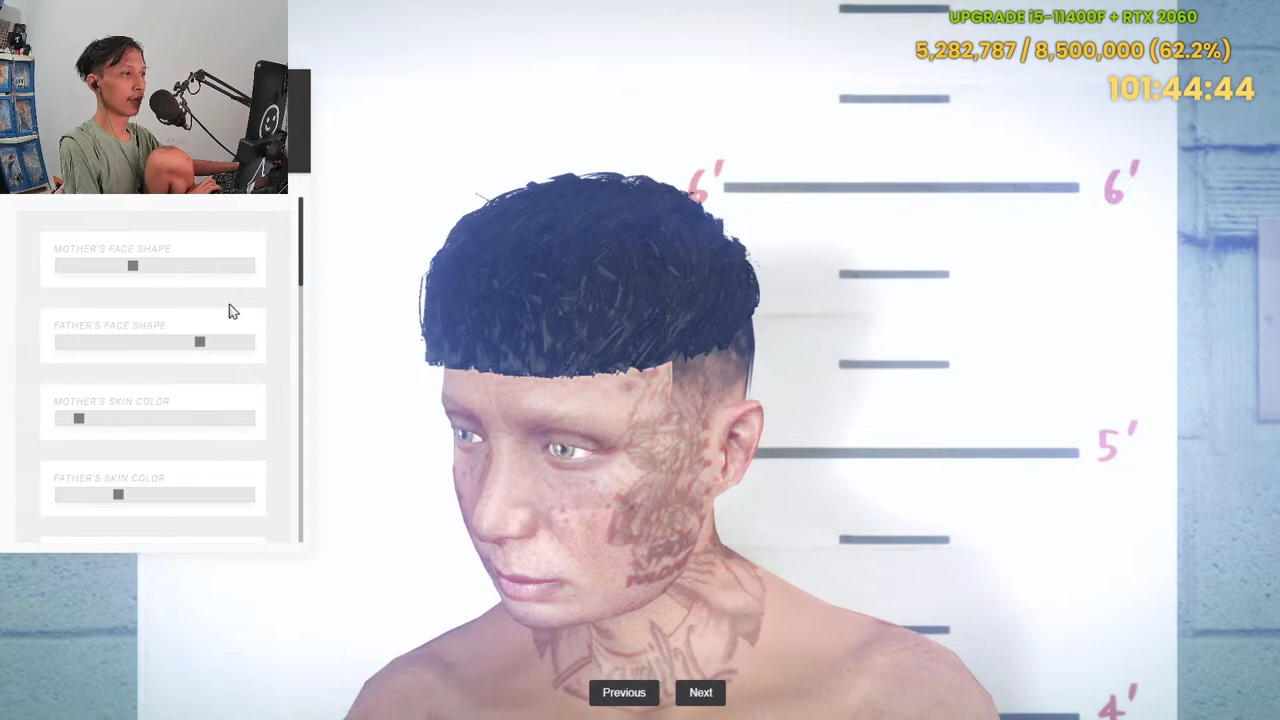 UPGRADE i5-11400F + RTX 2060
5,282,787 / 8,500,000 (62.2%)
101:44:44
6' 6'
MOTHER'S FACE SHAPE
FATHER'S FACE SHAPE
MOTHER'S SKIN COLOR
5'
FATHER'S SKIN COLOR
Previous Next
4'